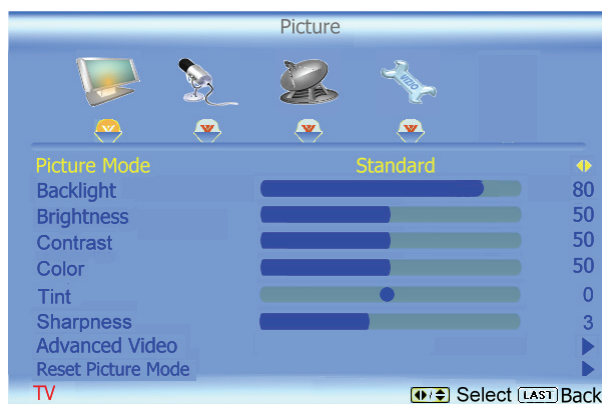 Picture
VIZIO
Picture Mode Standard
Backlight 80
Brightness 50
Contrast 50
Color 50
Tint 0
Sharpness 3
Advanced Video
Reset Picture Mode
TV Select LAST Back